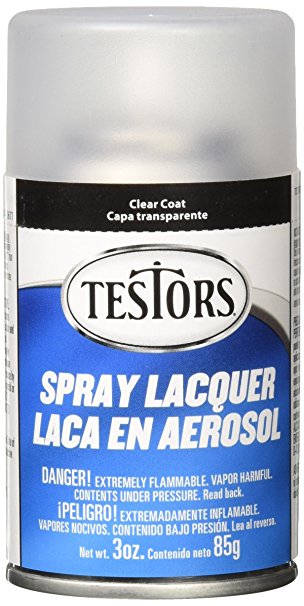 Clear Coat
Capa transparente
TESTORS
SPRAY LACQUER
LACA EN AEROSOL
DANGER! EXTREMELY FLAMMABLE. VAPOR HARMFUL.
CONTENTS UNDER PRESSURE. Read back.
¡PELIGRO! EXTREMADAMENTE INFLAMABLE.
VAPORES NOCIVOS. CONTENIDO BAJO PRESIÓN. Lea al reverso.
Net wt. 3oz. Contenido neto 85g